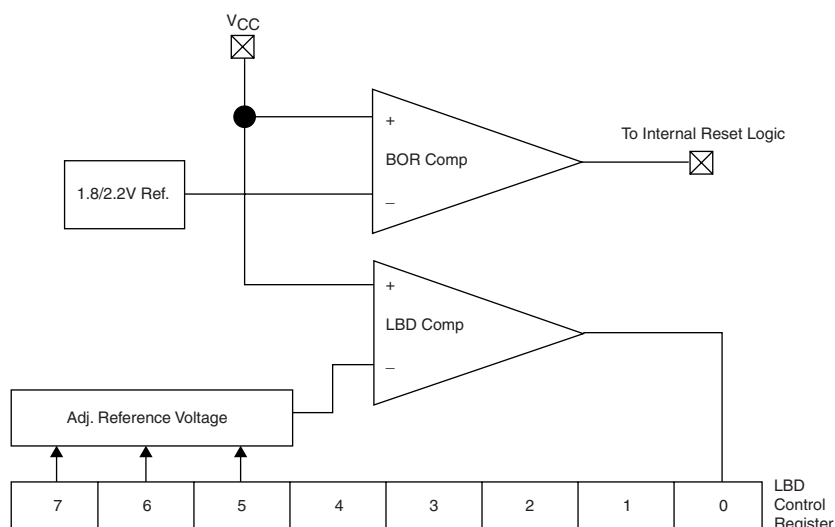 VCC
+
BOR Comp
−
To Internal Reset Logic
1.8/2.2V Ref.
+
LBD Comp
−
Adj. Reference Voltage
7 6 5 4 3 2 1 0
LBD
Control
Register